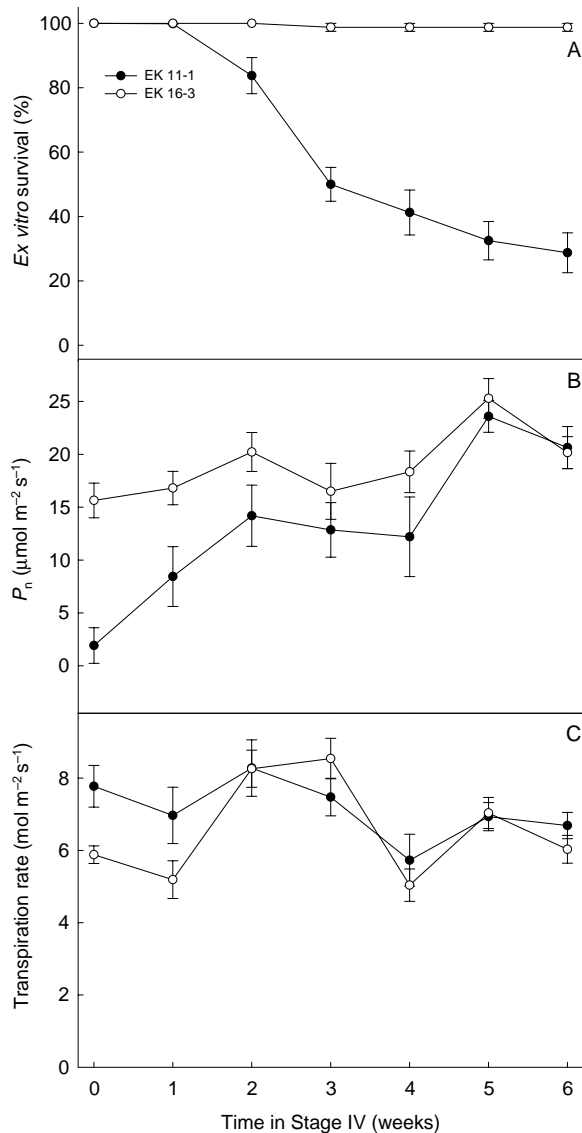 100
80
60
40
20
0
Ex vitro survival (%)
A
EK 11-1
EK 16-3
25
20
15
10
5
0
Pn (μmol m−2 s−1)
B
8
6
4
2
0
Transpiration rate (mol m−2 s−1)
C
0 1 2 3 4 5 6
Time in Stage IV (weeks)